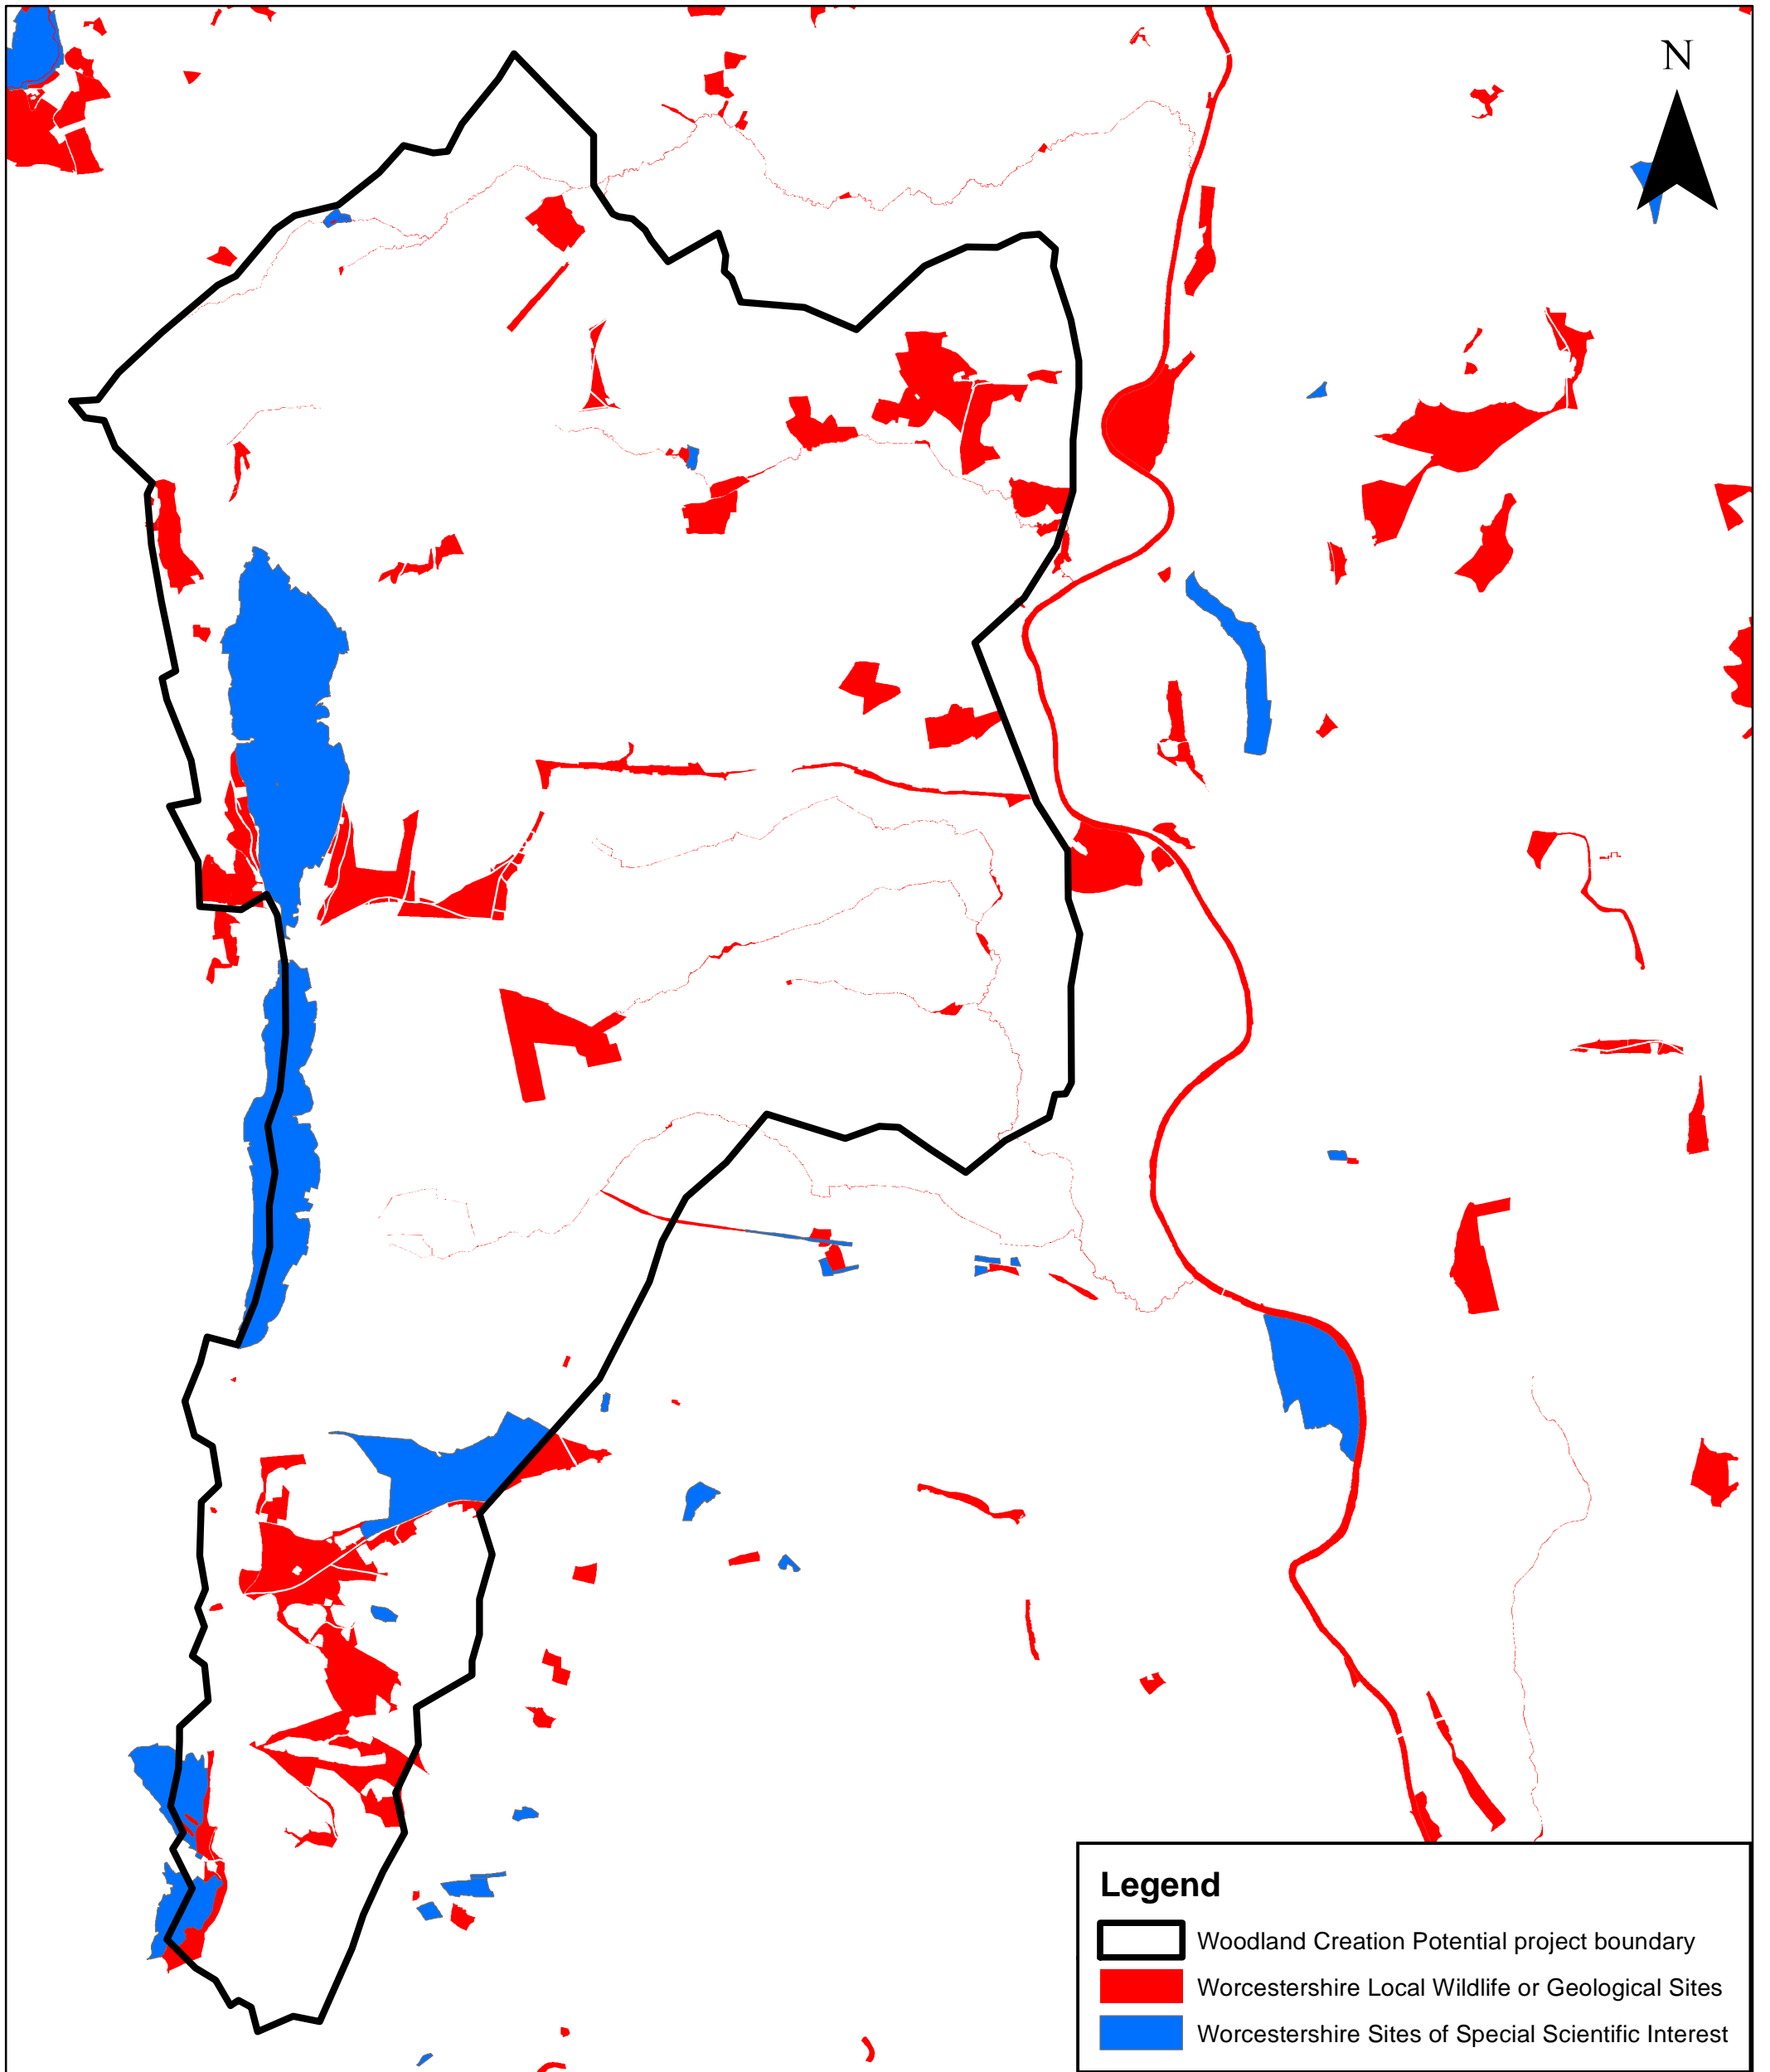 N
Legend
Woodland Creation Potential project boundary
Worcestershire Local Wildlife or Geological Sites
Worcestershire Sites of Special Scientific Interest